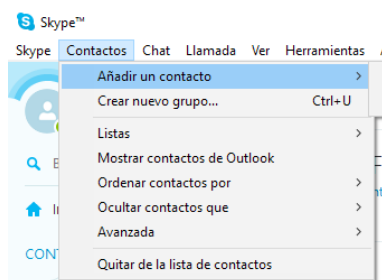 Skype™
Skype Contactos Chat Llamada Ver Herramientas
Añadir un contacto
Crear nuevo grupo... Ctrl+U
Listas
Mostrar contactos de Outlook
Ordenar contactos por
Ocultar contactos que
Avanzada
Quitar de la lista de contactos